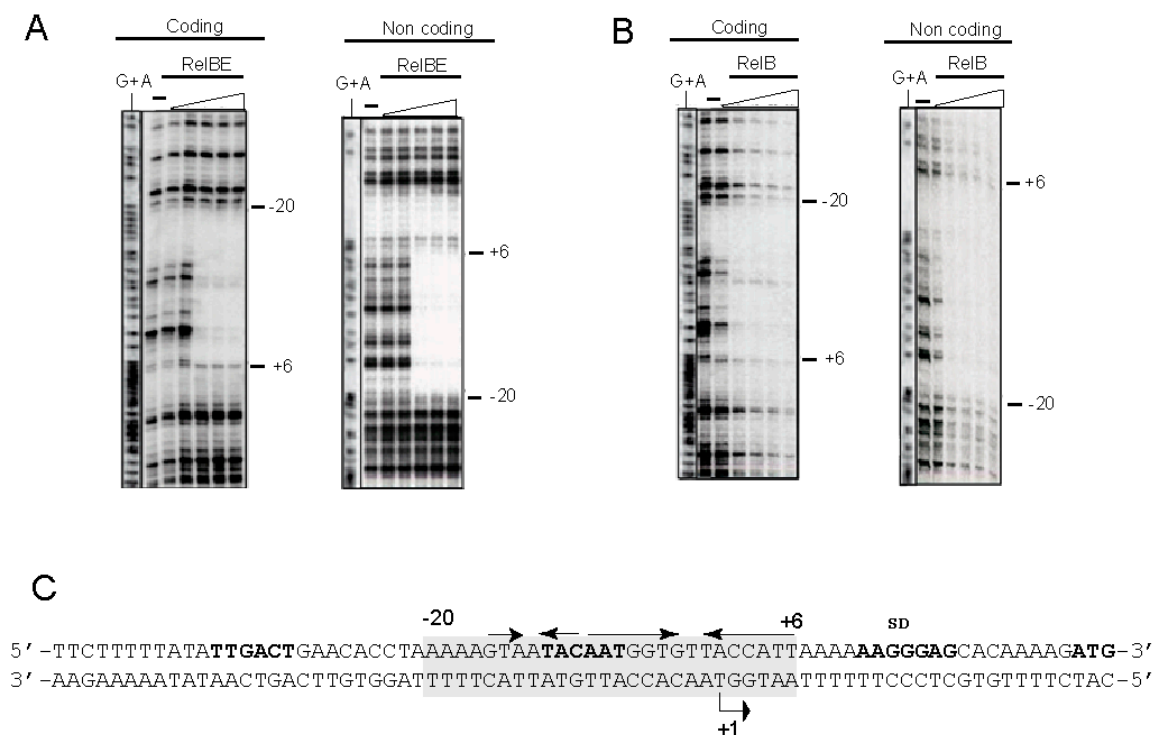 A
B
Coding
Non coding
Coding
Non coding
RelBE
RelBE
RelB
RelB
G+A
G+A
G+A
G+A
-20
+6
+6
-20
-20
+6
+6
-20
C
-20
+6
SD
5'-TTCTTTTTATATTGACTGAACACCTAAAAAGTAATACAATGGTGTTACCATTAAAAAAGGGAGCACAAAAGATG-3'
3'-AAGAAAAATATAACTGACTTGTGGATTTTTCATTATGTTACCACAATGGTAATTTTTTCCCTCGTGTTTTCTAC-5'
+1